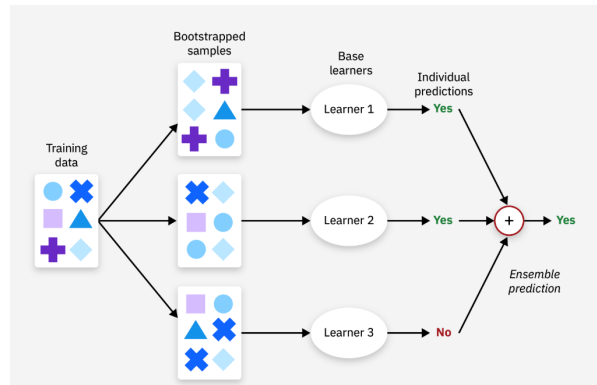 Bootstrapped
samples
Base
learners
Individual
predictions
Learner 1
Yes
Training
data
Learner 2
Yes
+
Yes
Ensemble
prediction
Learner 3
No